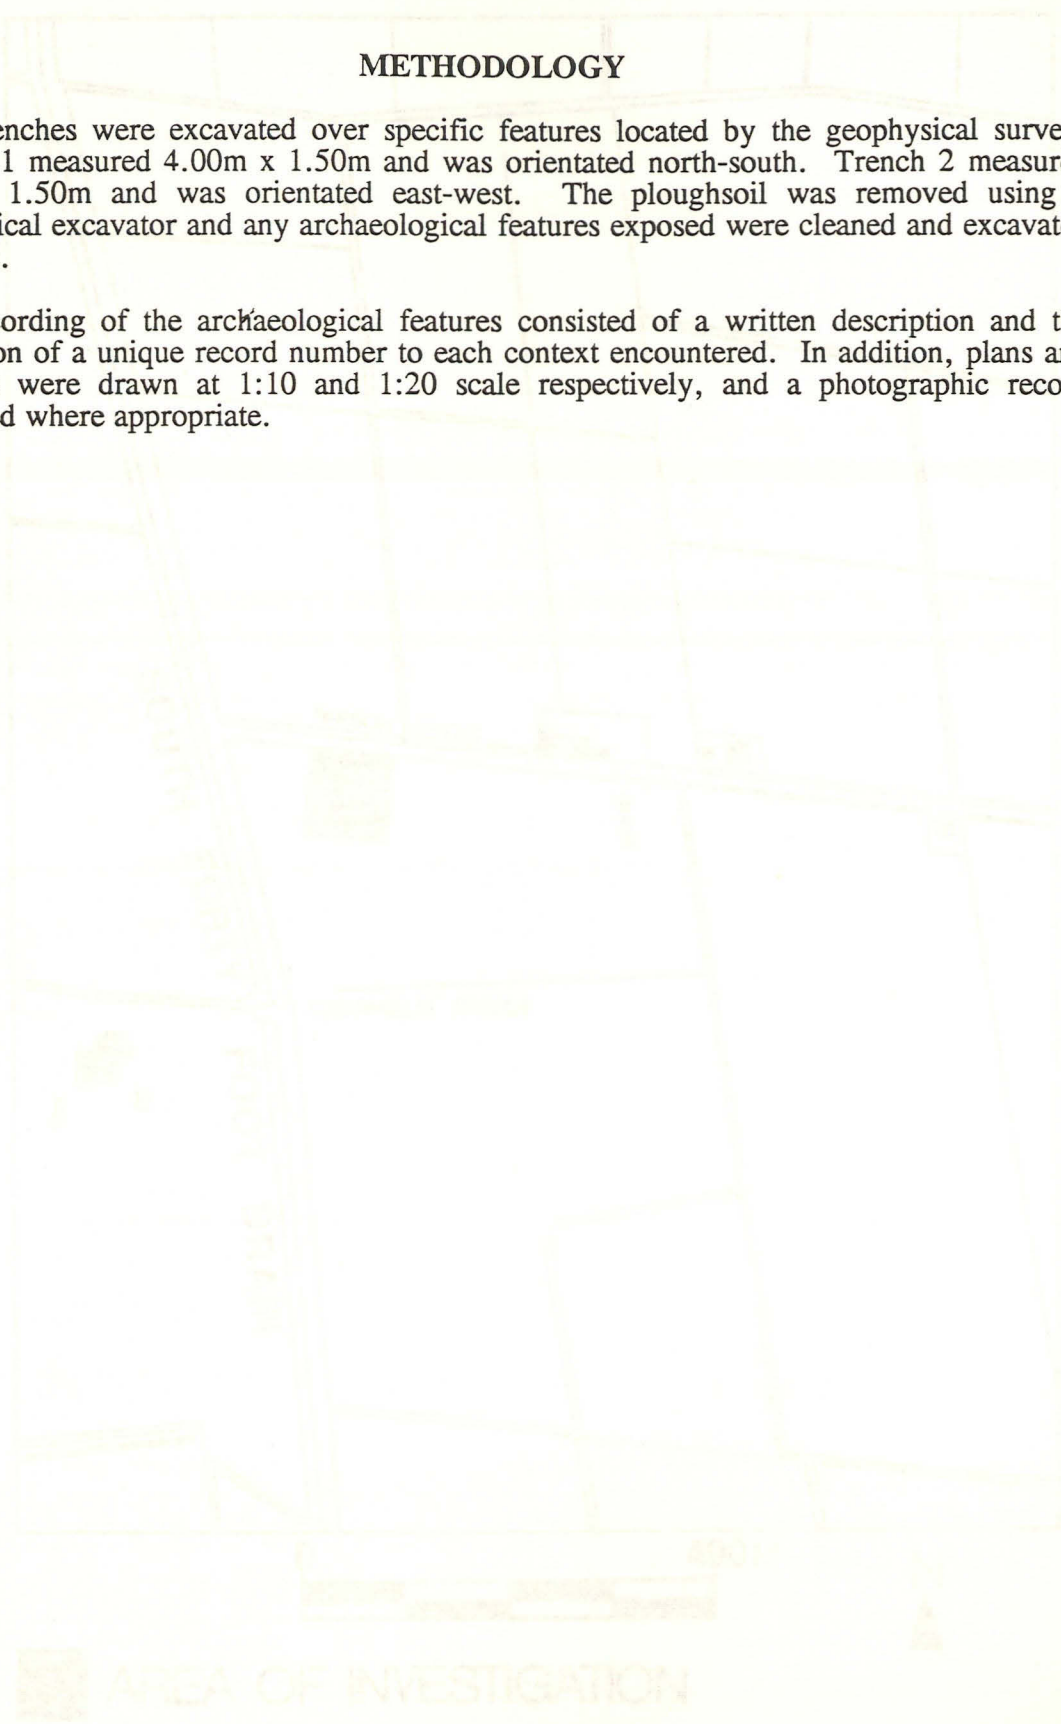 METHODOLOGY
enches were excavated over specific features located by the geophysical surve
1 measured 4.00m x 1.50m and was orientated north-south. Trench 2 measur
1.50m and was orientated east-west. The ploughsoil was removed using
ical excavator and any archaeological features exposed were cleaned and excavat
.
ording of the archaeological features consisted of a written description and t
on of a unique record number to each context encountered. In addition, plans a
were drawn at 1:10 and 1:20 scale respectively, and a photographic reco
d where appropriate.
400
AREA OF INVESTIGATION